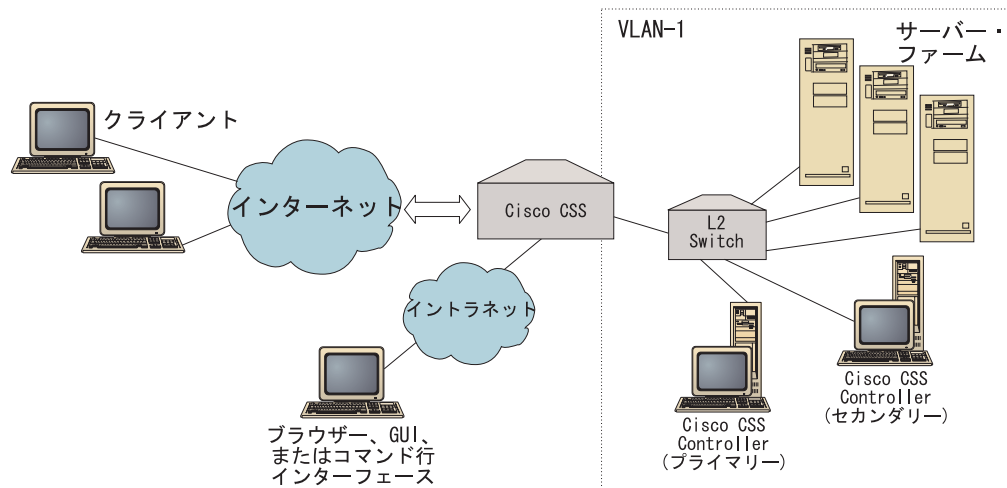 VLAN-1
サーバー・
ファーム
クライアント
インターネット
Cisco CSS
L2
Switch
イントラネット
ブラウザー、GUI、
またはコマンド行
インターフェース
Cisco CSS
Controller
(プライマリー)
Cisco CSS
Controller
(セカンダリー)